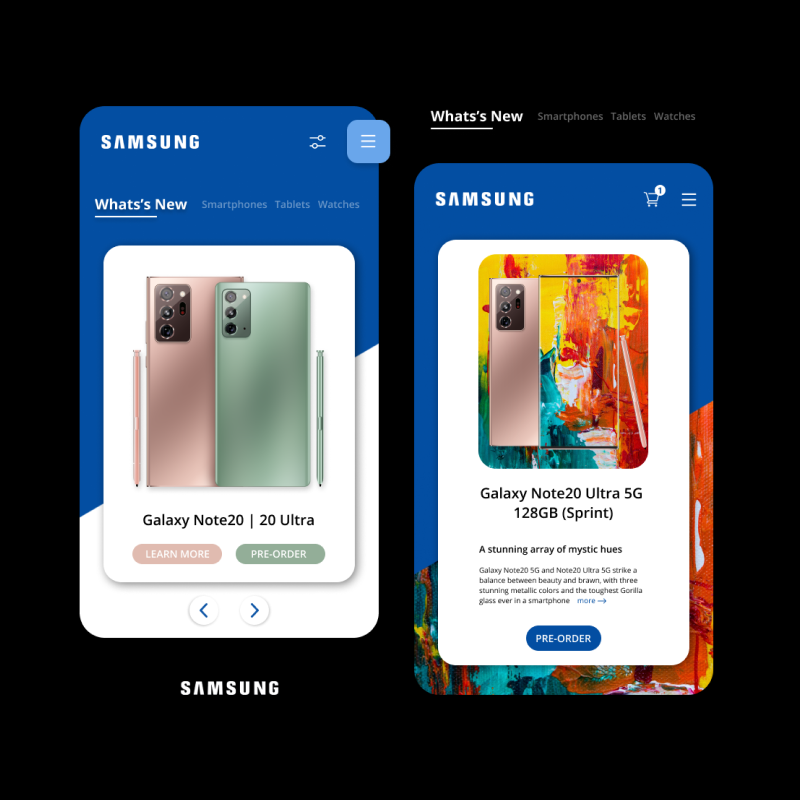 SAMSUNG
Whats's New Smartphones Tablets Watches
Galaxy Note20 | 20 Ultra
LEARN MORE PRE-ORDER
SAMSUNG
Whats's New Smartphones Tablets Watches
SAMSUNG 1
Galaxy Note20 Ultra 5G
128GB (Sprint)
A stunning array of mystic hues
Galaxy Note20 5G and Note20 Ultra 5G strike a
balance between beauty and brawn, with three
stunning metallic colors and the toughest Gorilla
glass ever in a smartphone more →
PRE-ORDER